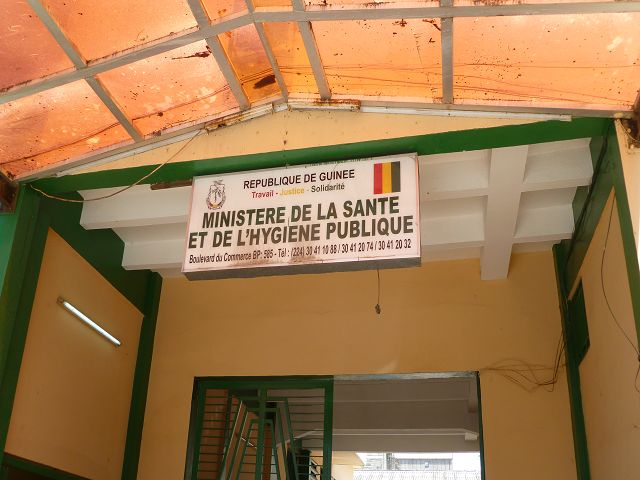 REPUBLIQUE DE GUINEE
Travail - Justice - Solidarité
MINISTERE DE LA SANTE
ET DE L'HYGIENE PUBLIQUE
Boulevard du Commerce BP: 585 - Tél : (224) 30 41 10 88 / 30 41 20 74 / 30 41 20 32